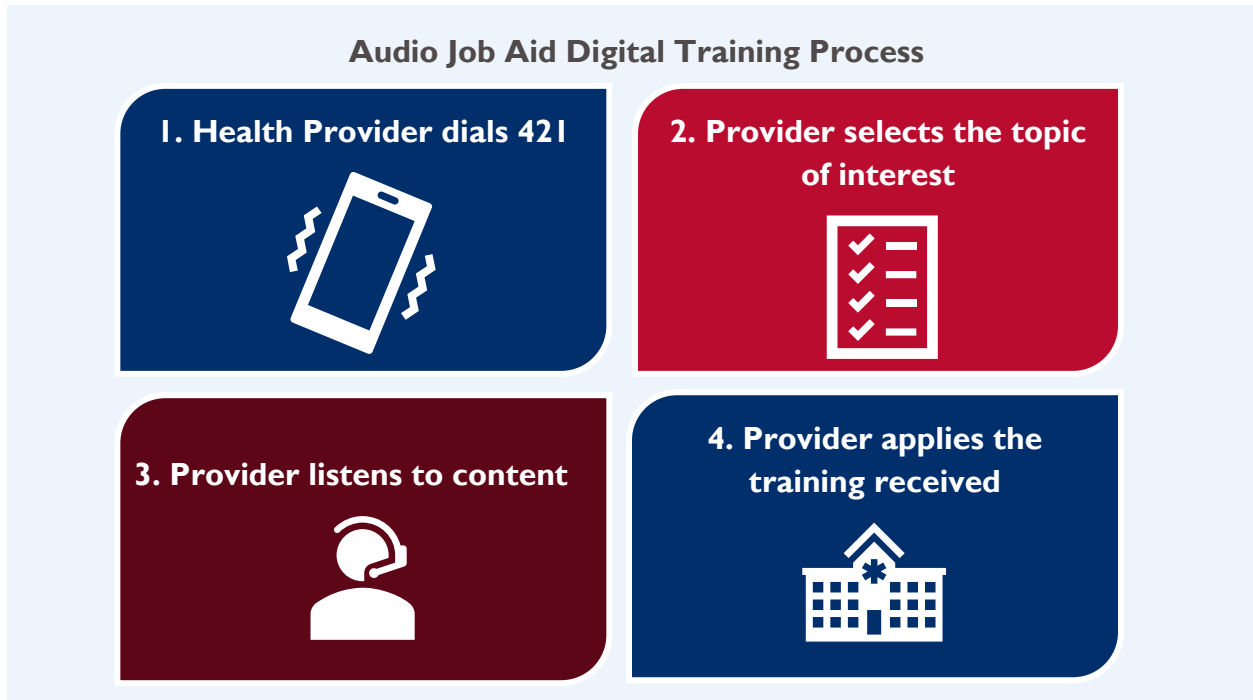 Audio Job Aid Digital Training Process
1. Health Provider dials 421
2. Provider selects the topic
of interest
3. Provider listens to content
4. Provider applies the
training received